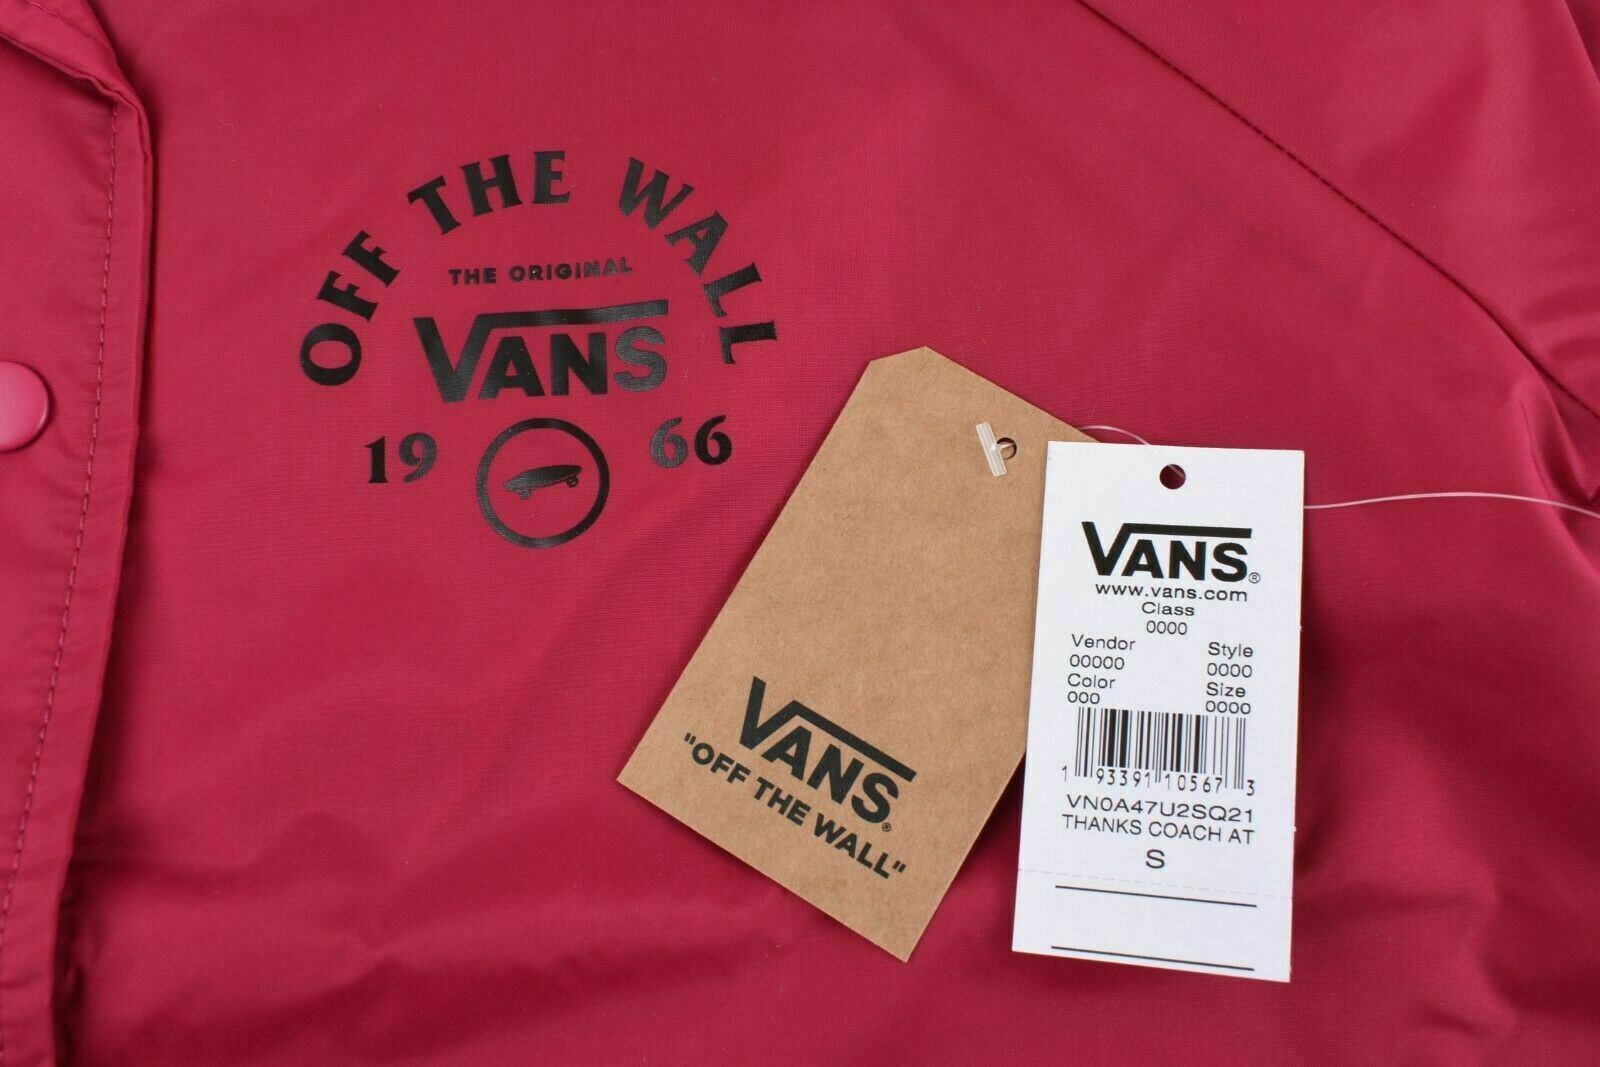 OFF THE WALL
THE ORIGINAL
VANS
19 66
VANS®
"OFF THE WALL"
VANS®
www.vans.com
Class
0000
Vendor Style
00000 0000
Color Size
000 0000
1 93391 10567 3
VN0A47U2SQ21
THANKS COACH AT
S